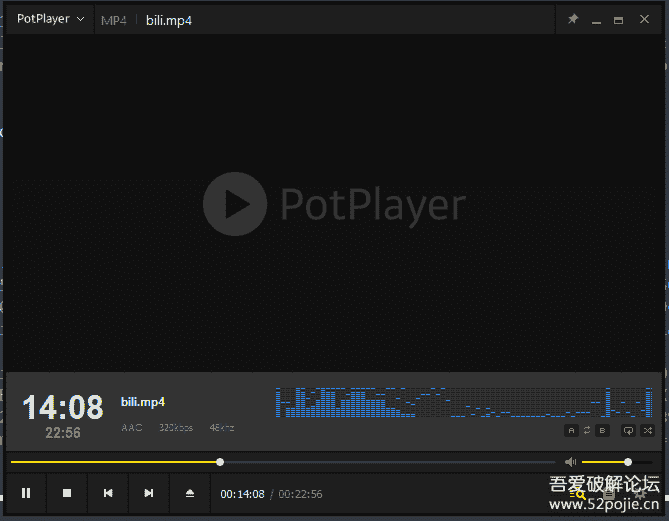 PotPlayer MP4 bili.mp4
PotPlayer
14:08
22:56
bili.mp4
AAC 320kbps 48khz
A B
00:14:08 / 00:22:56
吾爱破解论坛
www.52pojie.cn